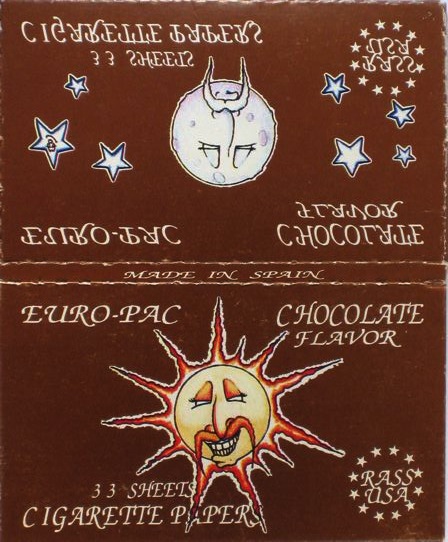 CIGARETTE PAPERS
33 SHEETS
USA
RASS
FLAVOR
EURO-PAC
CHOCOLATE
MADE IN SPAIN
EURO-PAC
CHOCOLATE
FLAVOR
33 SHEETS
CIGARETTE PAPERS
RASS
USA